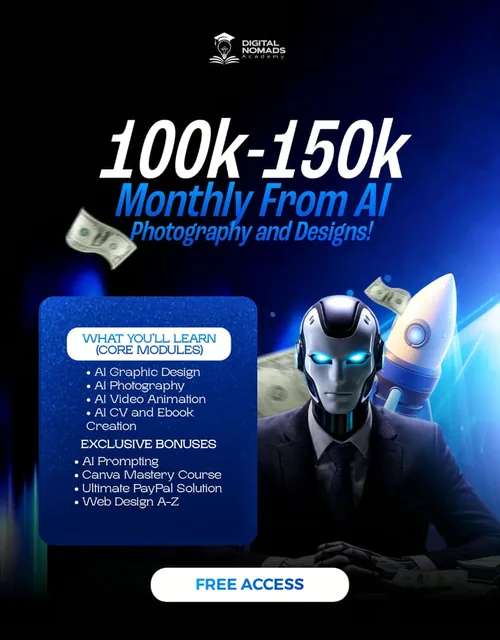 DIGITAL
NOMADS
Academy
100k-150k
Monthly From AI
Photography and Designs!
WHAT YOU'LL LEARN
(CORE MODULES)
• AI Graphic Design
• AI Photography
• AI Video Animation
• AI CV and Ebook
Creation
EXCLUSIVE BONUSES
• AI Prompting
• Canva Mastery Course
• Ultimate PayPal Solution
• Web Design A-Z
FREE ACCESS